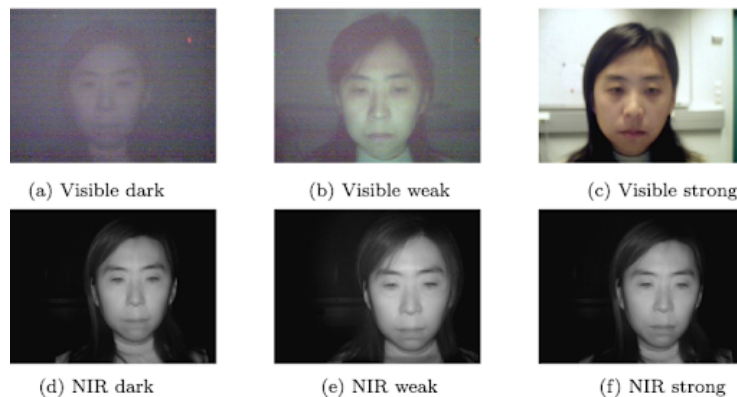 (a) Visible dark
(b) Visible weak
(c) Visible strong
(d) NIR dark
(e) NIR weak
(f) NIR strong